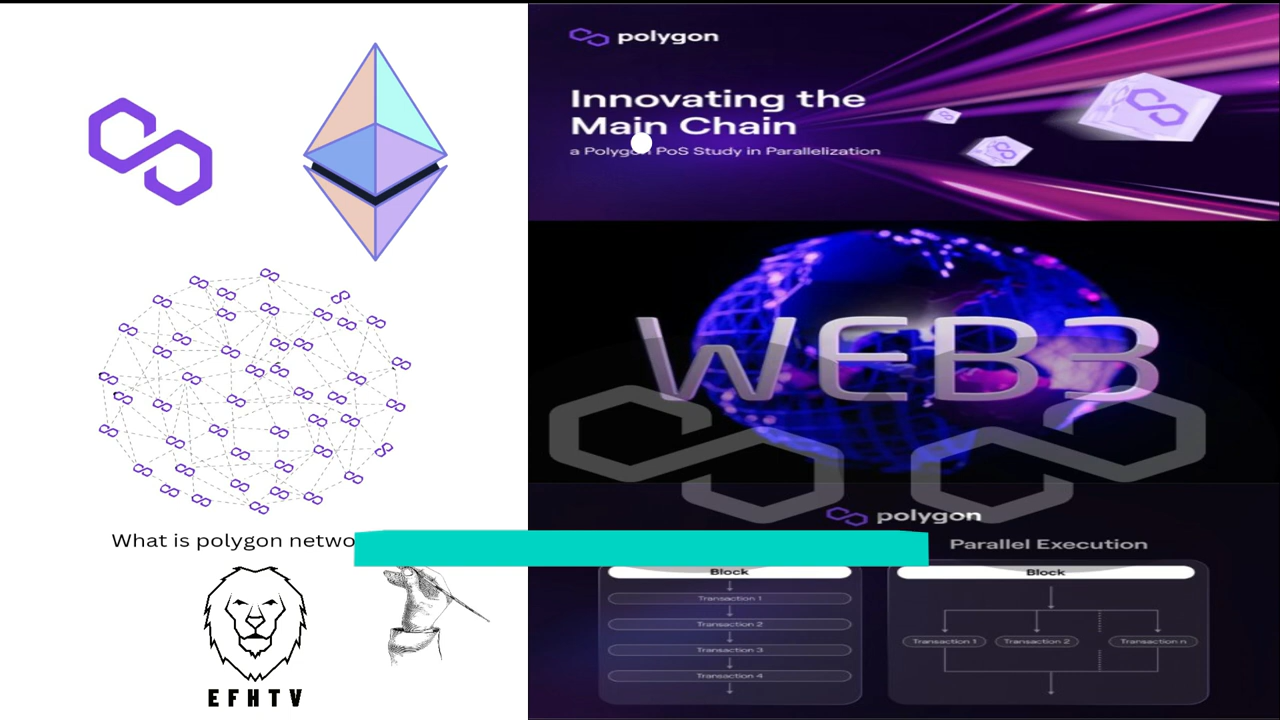 polygon
Innovating the
Main Chain
a Polygon PoS Study in Parallelization
WEB3
polygon
Parallel Execution
Block
Transaction 1
Transaction 2
Transaction 3
Transaction 4
Block
Transaction 1
Transaction 2
Transaction n
What is polygon netwo
EFHTV